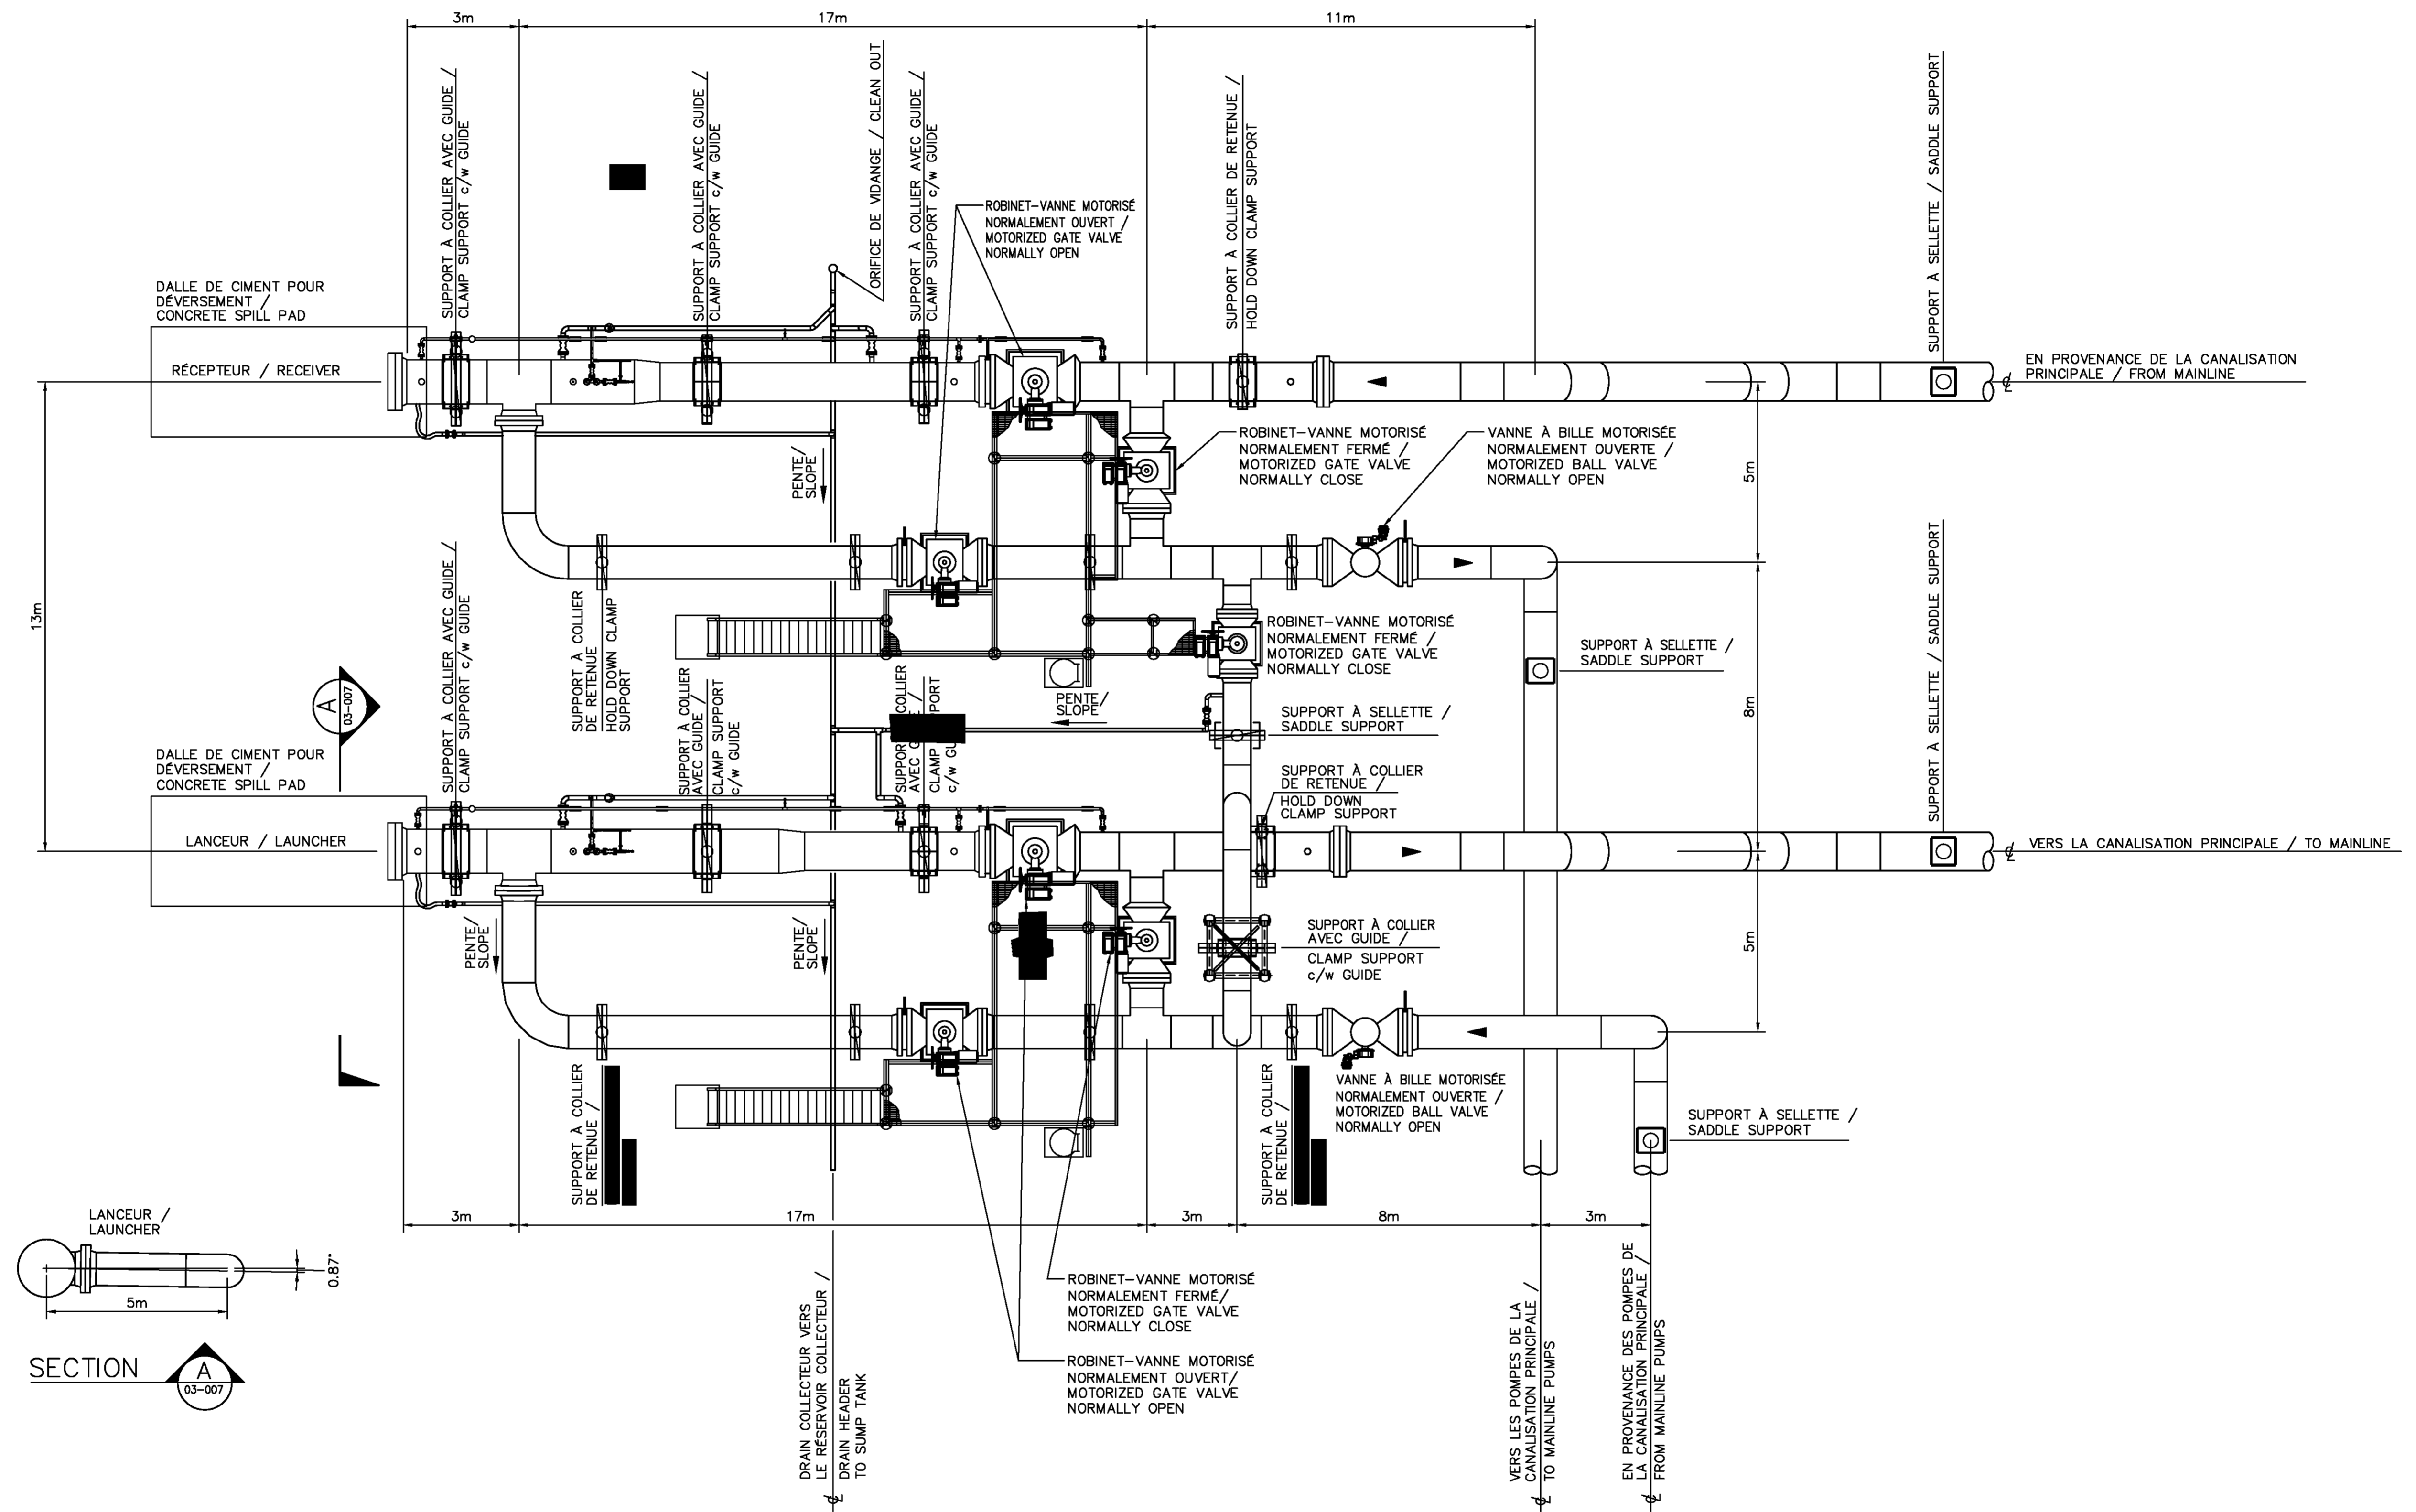 3m
17m
11m
SUPPORT À COLLIER AVEC GUIDE /
CLAMP SUPPORT c/w GUIDE
SUPPORT À COLLIER AVEC GUIDE /
CLAMP SUPPORT c/w GUIDE
ORIFICE DE VIDANGE / CLEAN OUT
SUPPORT À COLLIER AVEC GUIDE /
CLAMP SUPPORT c/w GUIDE
ROBINET-VANNE MOTORISÉ
NORMALEMENT OUVERT /
MOTORIZED GATE VALVE
NORMALLY OPEN
SUPPORT À COLLIER DE RETENUE /
HOLD DOWN CLAMP SUPPORT
SUPPORT À SELLETTE / SADDLE SUPPORT
DALLE DE CIMENT POUR
DÉVERSEMENT /
CONCRETE SPILL PAD
RÉCEPTEUR / RECEIVER
EN PROVENANCE DE LA CANALISATION
PRINCIPALE / FROM MAINLINE
PENTE/
SLOPE
ROBINET-VANNE MOTORISÉ
NORMALEMENT FERMÉ /
MOTORIZED GATE VALVE
NORMALLY CLOSE
VANNE À BILLE MOTORISÉE
NORMALEMENT OUVERTE /
MOTORIZED BALL VALVE
NORMALLY OPEN
5m
13m
SUPPORT À COLLIER AVEC GUIDE /
CLAMP SUPPORT c/w GUIDE
SUPPORT À COLLIER
DE RETENUE
HOLD DOWN CLAMP
SUPPORT
ROBINET-VANNE MOTORISÉ
NORMALEMENT FERMÉ /
MOTORIZED GATE VALVE
NORMALLY CLOSE
SUPPORT À SELLETTE /
SADDLE SUPPORT
SUPPORT À SELLETTE / SADDLE SUPPORT
A
03-007
SUPPORT À COLLIER
AVEC GUIDE /
CLAMP SUPPORT
c/w GUIDE
SUPPOR COLLIER
AVEC G /
CLAMP PORT
c/w GU
PENTE/
SLOPE
SUPPORT À SELLETTE /
SADDLE SUPPORT
8m
DALLE DE CIMENT POUR
DÉVERSEMENT /
CONCRETE SPILL PAD
SUPPORT À COLLIER
DE RETENUE /
HOLD DOWN
CLAMP SUPPORT
LANCEUR / LAUNCHER
VERS LA CANALISATION PRINCIPALE / TO MAINLINE
PENTE/
SLOPE
PENTE/
SLOPE
SUPPORT À COLLIER
AVEC GUIDE /
CLAMP SUPPORT
c/w GUIDE
5m
SUPPORT À COLLIER
DE RETENUE /
SUPPORT À COLLIER
DE RETENUE /
VANNE À BILLE MOTORISÉE
NORMALEMENT OUVERTE /
MOTORIZED BALL VALVE
NORMALLY OPEN
SUPPORT À SELLETTE /
SADDLE SUPPORT
3m
17m
3m
8m
3m
LANCEUR /
LAUNCHER
0.87°
5m
SECTION
A
03-007
ROBINET-VANNE MOTORISÉ
NORMALEMENT FERMÉ/
MOTORIZED GATE VALVE
NORMALLY CLOSE
ROBINET-VANNE MOTORISÉ
NORMALEMENT OUVERT/
MOTORIZED GATE VALVE
NORMALLY OPEN
DRAIN COLLECTEUR VERS
LE RÉSERVOIR COLLECTEUR /
DRAIN HEADER
TO SUMP TANK
VERS LES POMPES DE LA
CANALISATION PRINCIPALE /
TO MAINLINE PUMPS
EN PROVENANCE DES POMPES DE
LA CANALISATION PRINCIPALE /
FROM MAINLINE PUMPS